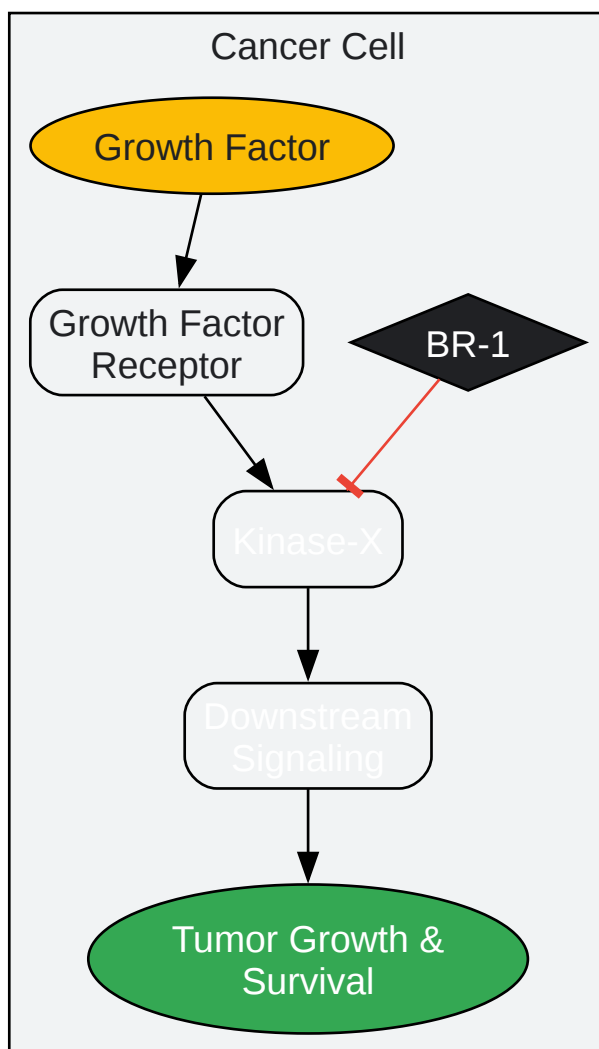 Cancer Cell
Growth Factor
Growth Factor
Receptor
BR-1
Kinase-X
Downstream
Signaling
Tumor Growth &
Survival